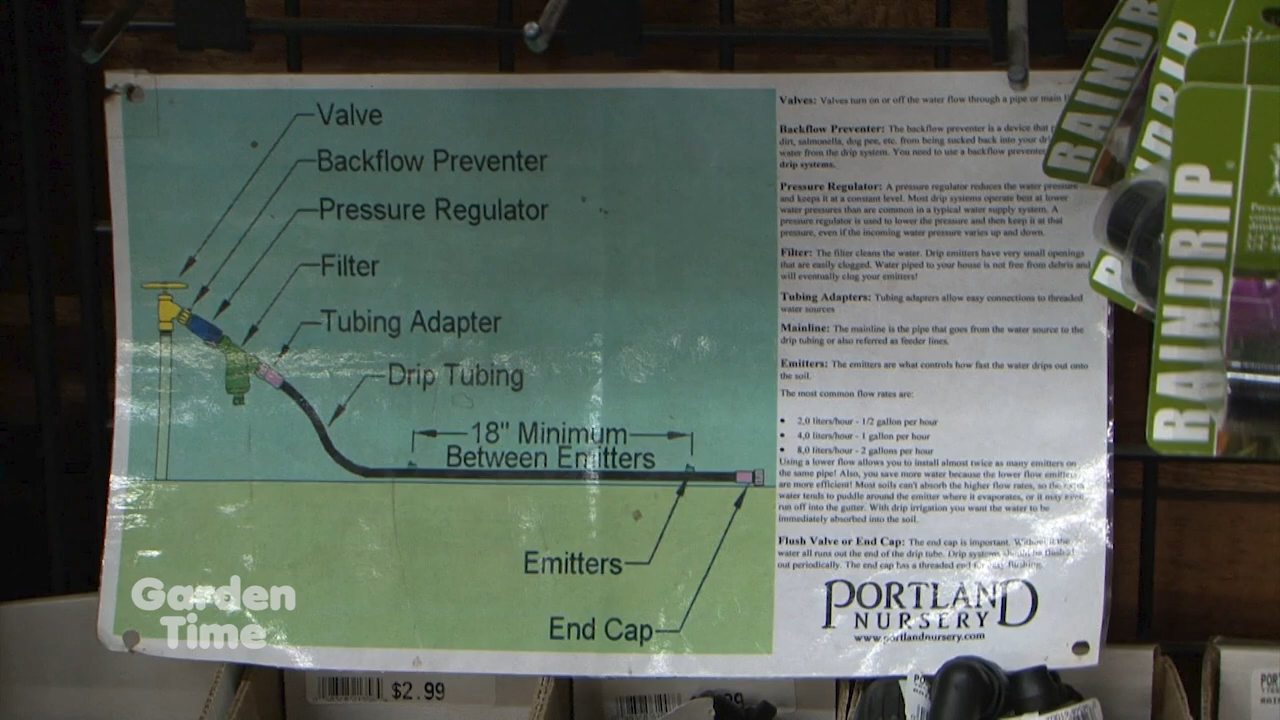 Valve
Backflow Preventer
Pressure Regulator
Filter
Tubing Adapter
Drip Tubing
18" Minimum
Between Emitters
Emitters
End Cap
Valves: Valves turn on or off the water flow through a pipe or main
Backflow Preventer: The backflow preventer is a device that
dirt, salmonella, dog pee, etc. from being sucked back into your
water from the drip system. You need to use a backflow preventer
drip systems.
Pressure Regulator: A pressure regulator reduces the water pressure
and keeps it at a constant level. Most drip systems operate best at lower
water pressures than are common in a typical water supply system. A
pressure regulator is used to lower the pressure and then keep it at that
pressure, even if the incoming water pressure varies up and down.
Filter: The filter cleans the water. Drip emitters have very small openings
that are easily clogged. Water piped to your house is not free from debris and
will eventually clog your emitters!
Tubing Adapters: Tubing adapters allow easy connections to threaded
water sources
Mainline: The mainline is the pipe that goes from the water source to the
drip tubing or also referred as feeder lines.
Emitters: The emitters are what controls how fast the water drips out onto
the soil.
The most common flow rates are:
• 2,0 liters/hour - 1/2 gallon per hour
• 4,0 liters/hour - 1 gallon per hour
• 8,0 liters/hour - 2 gallons per hour
Using a lower flow allows you to install almost twice as many emitters on
the same pipe! Also, you save more water because the lower flow emitters
are more efficient! Most soils can't absorb the higher flow rates, so the extra
water tends to puddle around the emitter where it evaporates, or it may even
run off into the gutter. With drip irrigation you want the water to be
immediately absorbed into the soil.
Flush Valve or End Cap: The end cap is important. Without it the
water all runs out the end of the drip tube. Drip systems should be flushed
out periodically. The end cap has a threaded end for easy flushing.
PORTLAND
NURSERY
www.portlandnursery.com
RAINDR
RAINDRIP
Garden
Time
$2.99